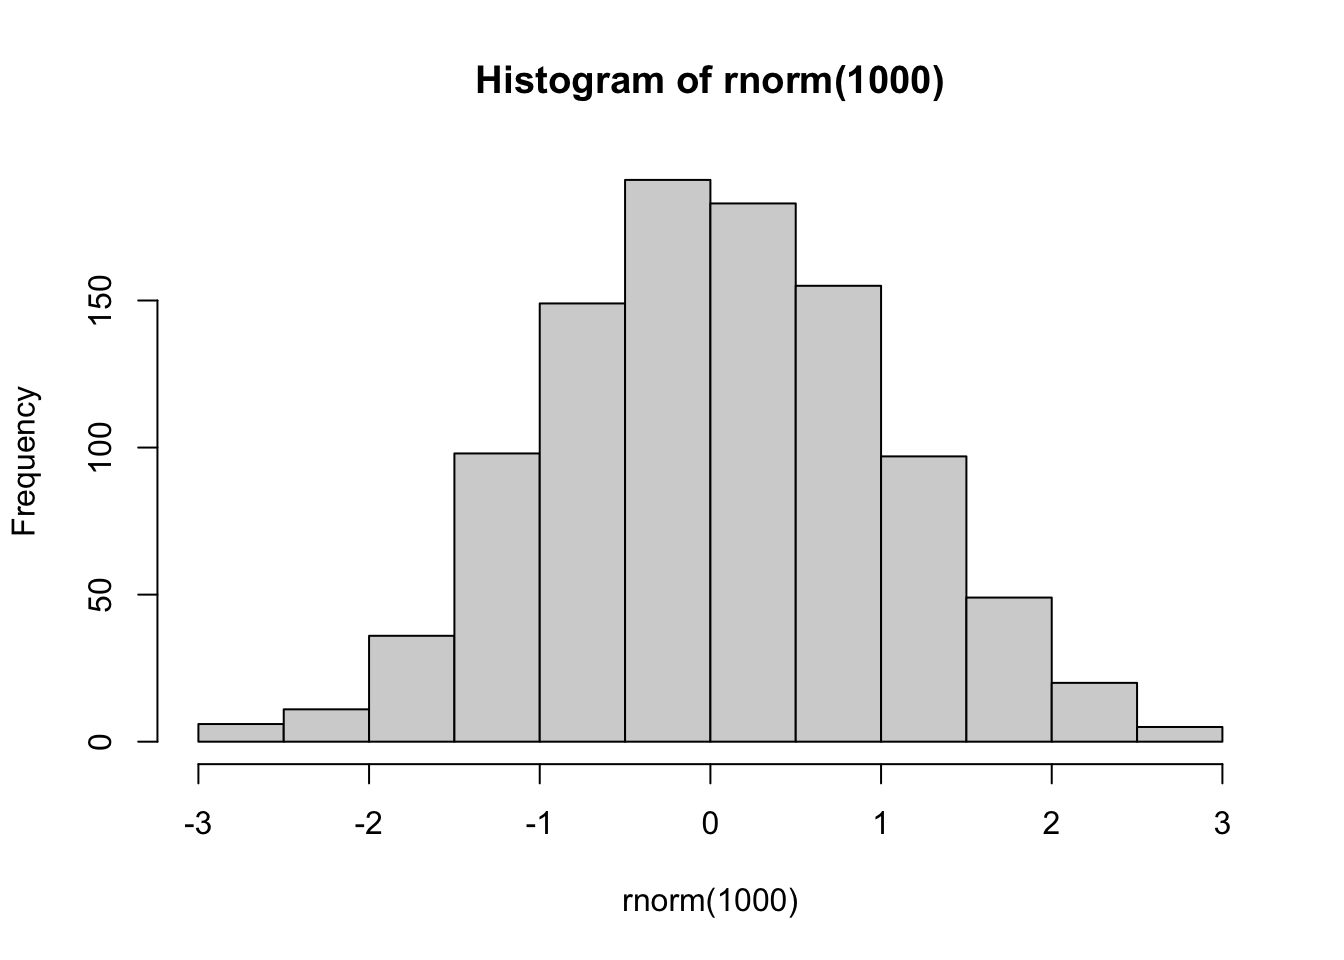 Histogram of rnorm(1000)
Frequency
150
100
50
0
-3 -2 -1 0 1 2 3
rnorm(1000)